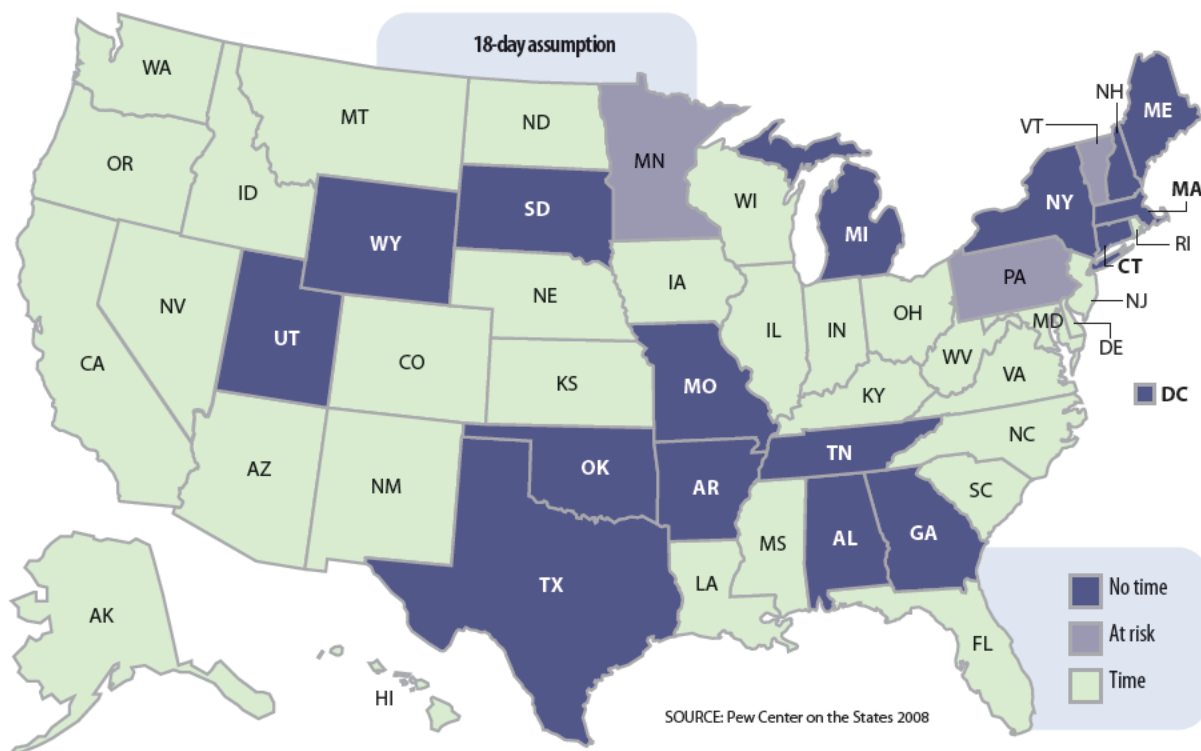 18-day assumption
WA
MT
ND
MN
VT
NH
ME
OR
ID
SD
WI
NY
MA
WY
MI
RI
CT
NV
UT
NE
IA
PA
NJ
CA
CO
IL
IN
OH
MD
DE
WV
KS
MO
KY
VA
DC
AZ
NM
OK
AR
TN
NC
SC
TX
MS
AL
GA
LA
AK
FL
HI
No time
At risk
Time
SOURCE: Pew Center on the States 2008